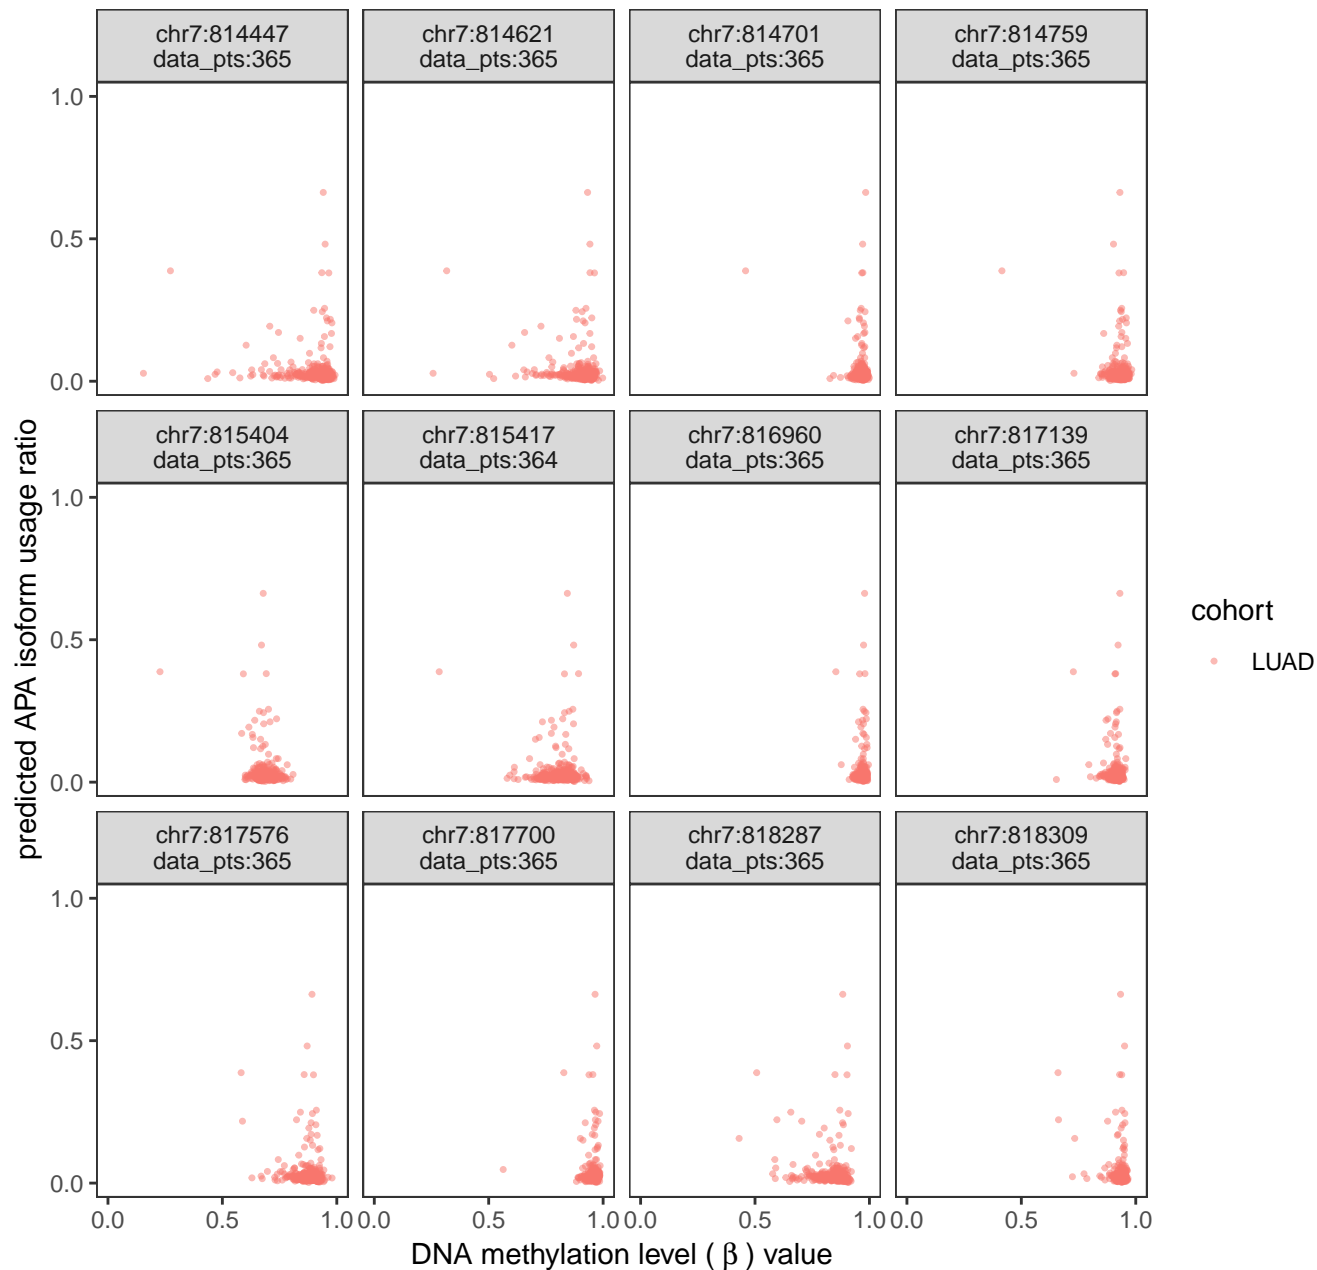 chr7:814447
data_pts:365
chr7:814621
data_pts:365
chr7:814701
data_pts:365
chr7:814759
data_pts:365
1.0
0.5
0.0
chr7:815404
data_pts:365
chr7:815417
data_pts:364
chr7:816960
data_pts:365
chr7:817139
data_pts:365
1.0
0.5
0.0
chr7:817576
data_pts:365
chr7:817700
data_pts:365
chr7:818287
data_pts:365
chr7:818309
data_pts:365
1.0
0.5
0.0
0.0 0.5 1.0 0.0 0.5 1.0 0.0 0.5 1.0 0.0 0.5 1.0
DNA methylation level ( β ) value
predicted APA isoform usage ratio
cohort
LUAD